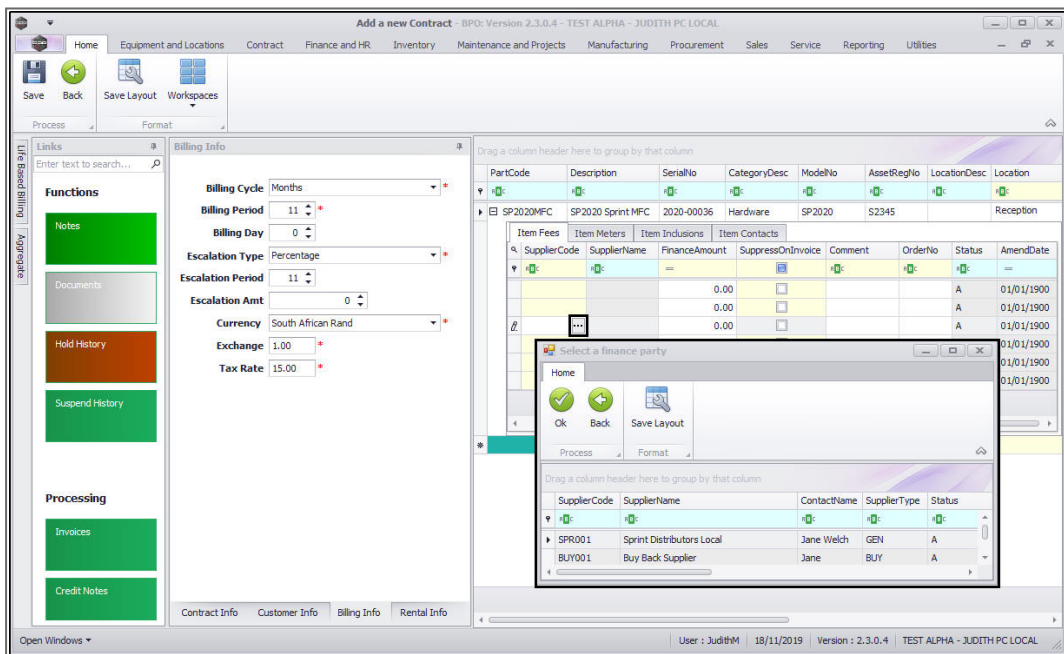 Add a new Contract - BPO: Version 2.3.0.4 - TEST ALPHA - JUDITH PC LOCAL
Home Equipment and Locations Contract Finance and HR Inventory Maintenance and Projects Manufacturing Procurement Sales Service Reporting Utilities
Save Back Save Layout Workspaces
Process Format
Life Based Billing
Aggregate
Links
Enter text to search...
Functions
Notes
Documents
Hold History
Suspend History
Processing
Invoices
Credit Notes
Billing Info
Billing Cycle Months *
Billing Period 11 *
Billing Day 0
Escalation Type Percentage *
Escalation Period 11
Escalation Amt 0
Currency South African Rand *
Exchange 1.00 *
Tax Rate 15.00 *
Contract Info Customer Info Billing Info Rental Info
Drag a column header here to group by that column
PartCode Description SerialNo CategoryDesc ModelNo AssetRegNo LocationDesc Location
SP2020MFC SP2020 Sprint MFC 2020-00036 Hardware SP2020 S2345 Reception
Item Fees Item Meters Item Inclusions Item Contacts
SupplierCode SupplierName FinanceAmount SuppressOnInvoice Comment OrderNo Status AmendDate
=  =
0.00 A 01/01/1900
0.00 A 01/01/1900
... 0.00 A 01/01/1900
01/01/1900
01/01/1900
01/01/1900
Select a finance party
Home
Ok Back Save Layout
Process Format
Drag a column header here to group by that column
SupplierCode SupplierName ContactName SupplierType Status
SPR001 Sprint Distributors Local Jane Welch GEN A
BUY001 Buy Back Supplier Jane BUY A
Open Windows
User : JudithM 18/11/2019 Version : 2.3.0.4 TEST ALPHA - JUDITH PC LOCAL